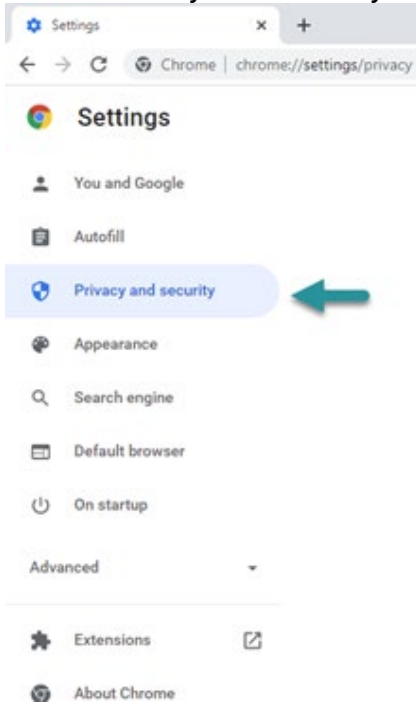 Settings
Chrome | chrome://settings/privacy
Settings
You and Google
Autofill
Privacy and security
Appearance
Search engine
Default browser
On startup
Advanced
Extensions
About Chrome